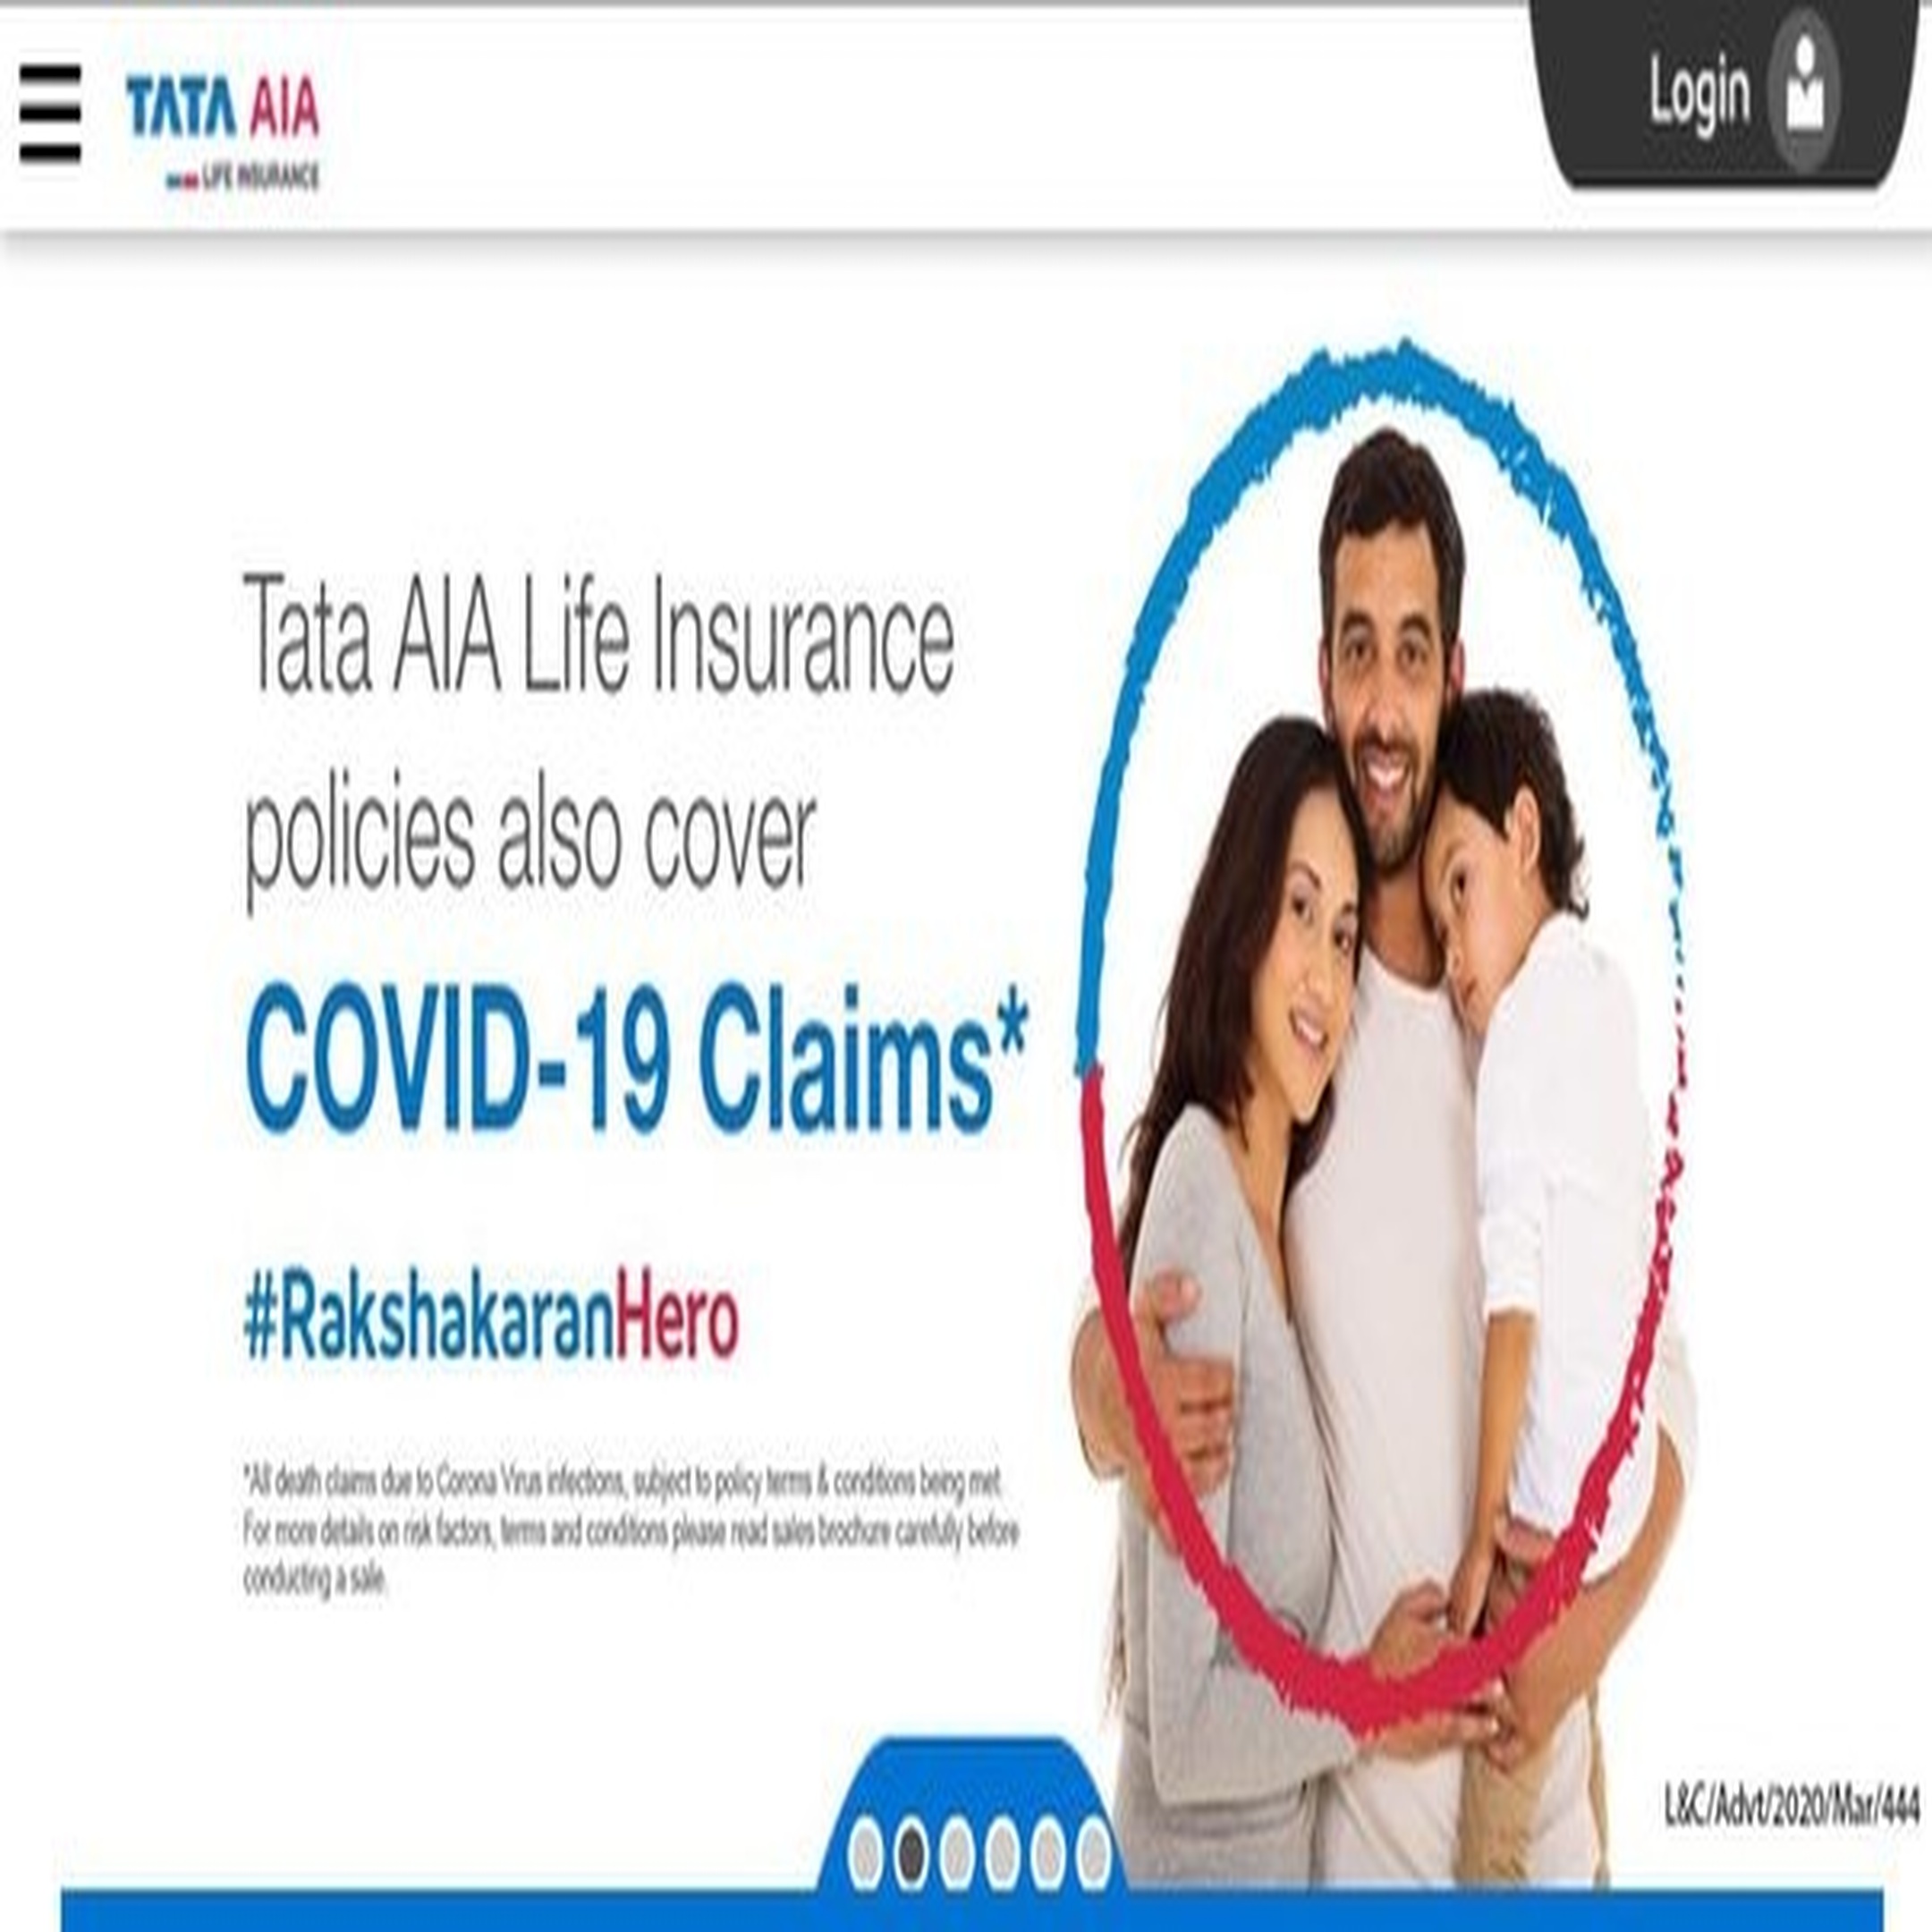 TATA AIA
LIFE INSURANCE
Login
Tata AIA Life Insurance
policies also cover
COVID-19 Claims*
#RakshakaranHero
*All death claims due to Corona Virus infections, subject to policy terms & conditions being met.
For more details on risk factors, terms and conditions please read sales brochure carefully before
conducting a sale.
L&C/Advt/2020/Mar/444